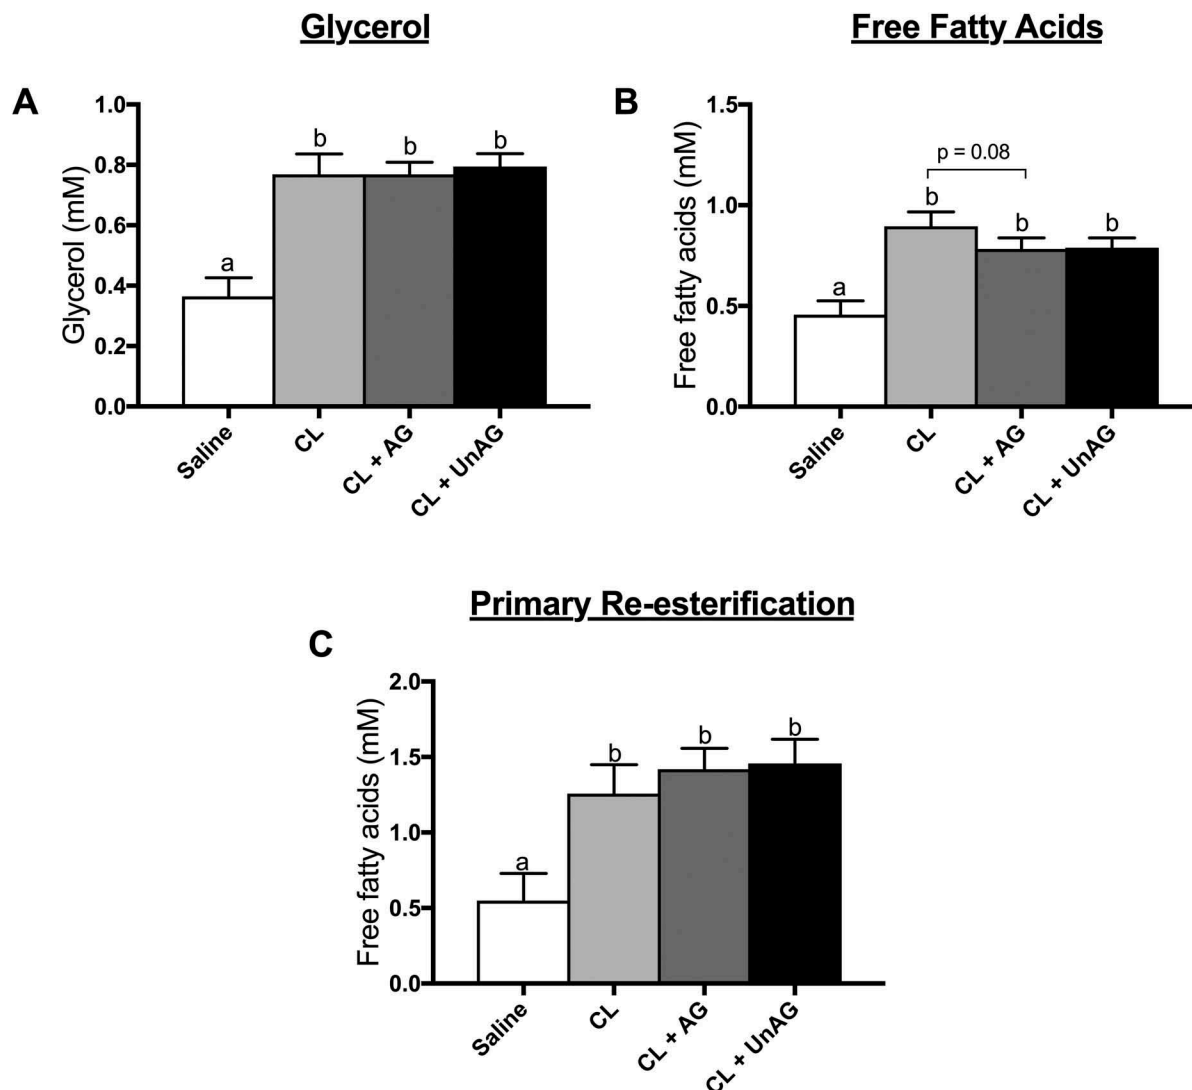 Glycerol
Free Fatty Acids
A
Glycerol (mM)
1.0
0.8
0.6
0.4
0.2
0.0
a
b
b
b
Saline
CL
CL + AG
CL + UnAG
B
Free fatty acids (mM)
1.5
1.0
0.5
0.0
p = 0.08
a
b
b
b
Saline
CL
CL + AG
CL + UnAG
Primary Re-esterification
C
Free fatty acids (mM)
2.0
1.5
1.0
0.5
0.0
a
b
b
b
Saline
CL
CL + AG
CL + UnAG